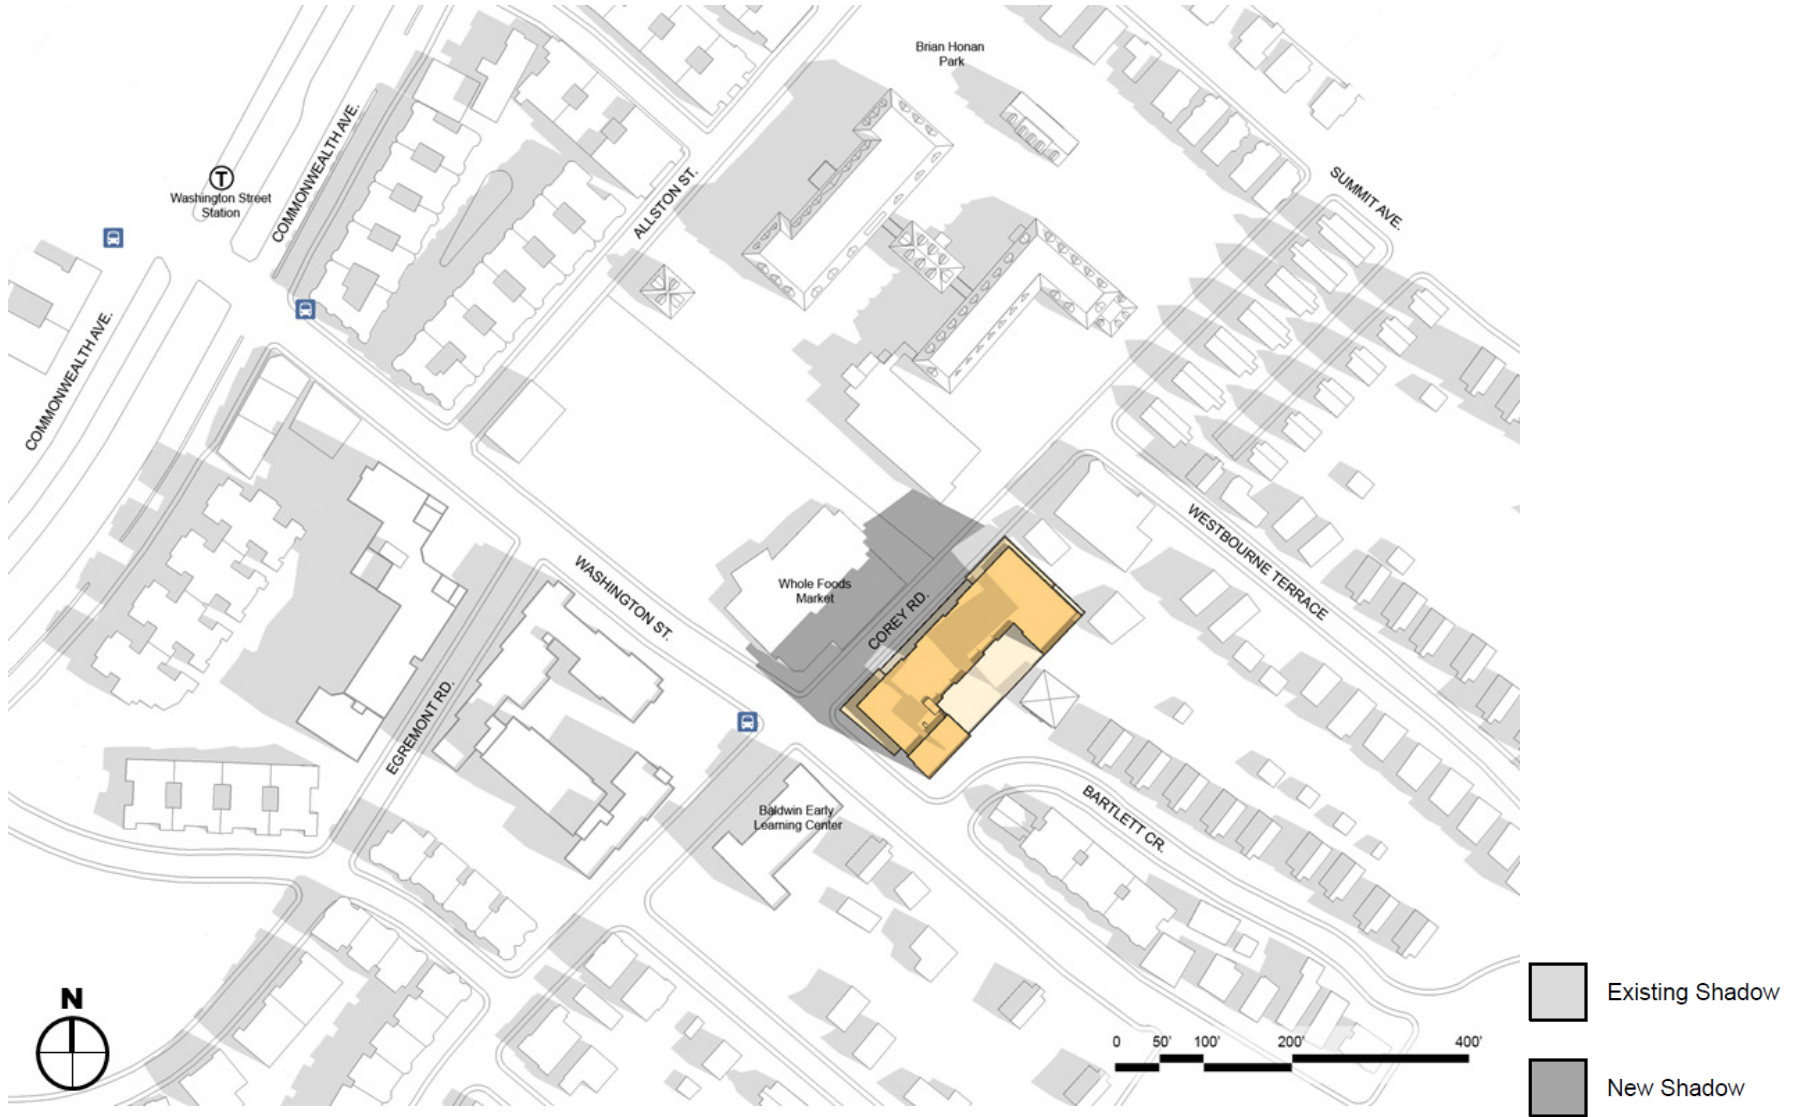 Brian Honan
Park
COMMONWEALTH AVE.
T
Washington Street
Station
ALLSTON ST.
SUMMIT AVE.
COMMONWEALTH AVE.
WESTBOURNE TERRACE
WASHINGTON ST.
Whole Foods
Market
COREY RD.
EGREMONT RD.
Baldwin Early
Learning Center
BARTLETT CR.
N
0 50' 100' 200' 400'
Existing Shadow
New Shadow